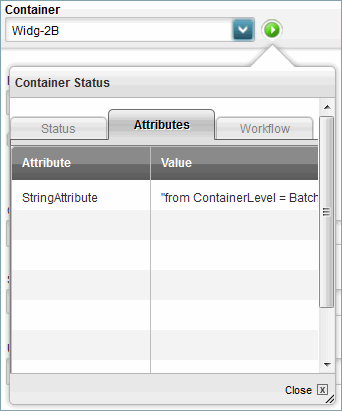 Container
Widg-2B
Container Status
Status Attributes Workflow
Attribute Value
StringAttribute "from ContainerLevel = Batch
Close X